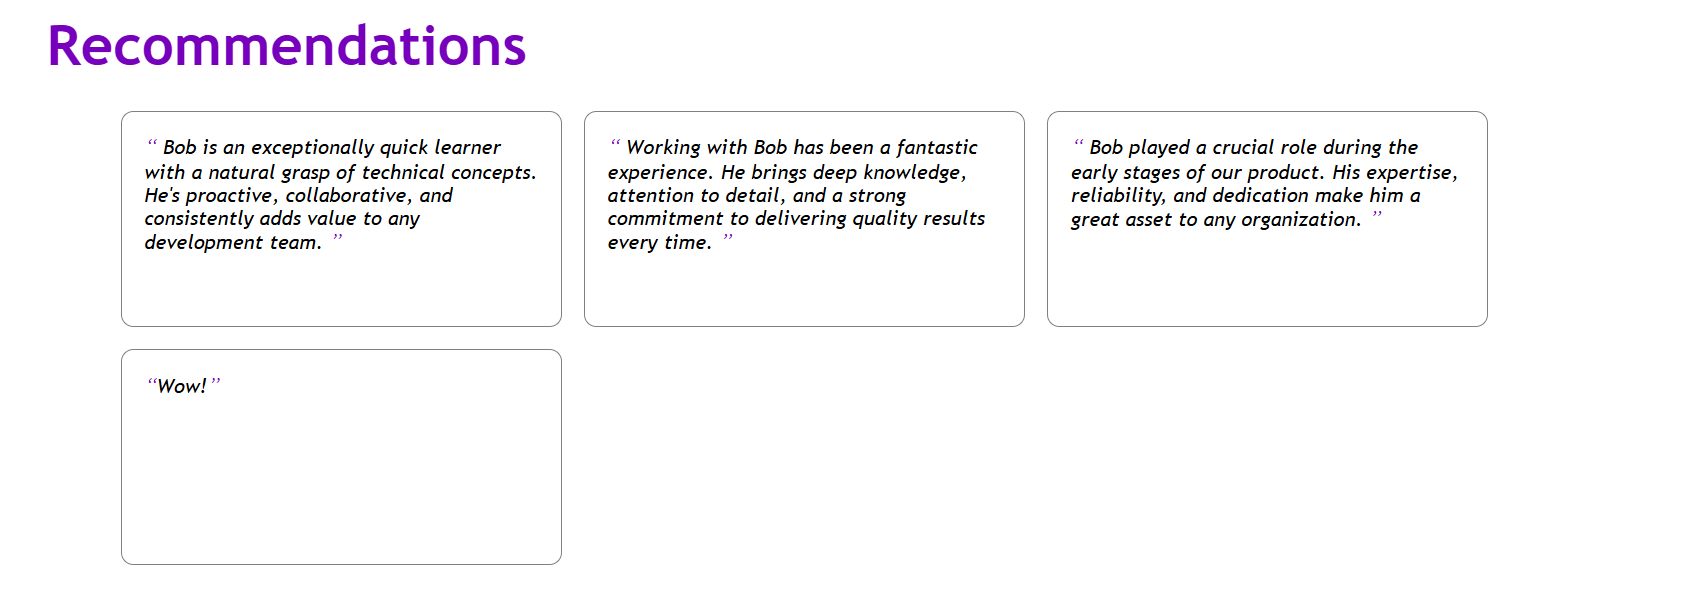 Recommendations
“ Bob is an exceptionally quick learner
with a natural grasp of technical concepts.
He's proactive, collaborative, and
consistently adds value to any
development team. ”
“ Working with Bob has been a fantastic
experience. He brings deep knowledge,
attention to detail, and a strong
commitment to delivering quality results
every time. ”
“ Bob played a crucial role during the
early stages of our product. His expertise,
reliability, and dedication make him a
great asset to any organization. ”
“Wow!”